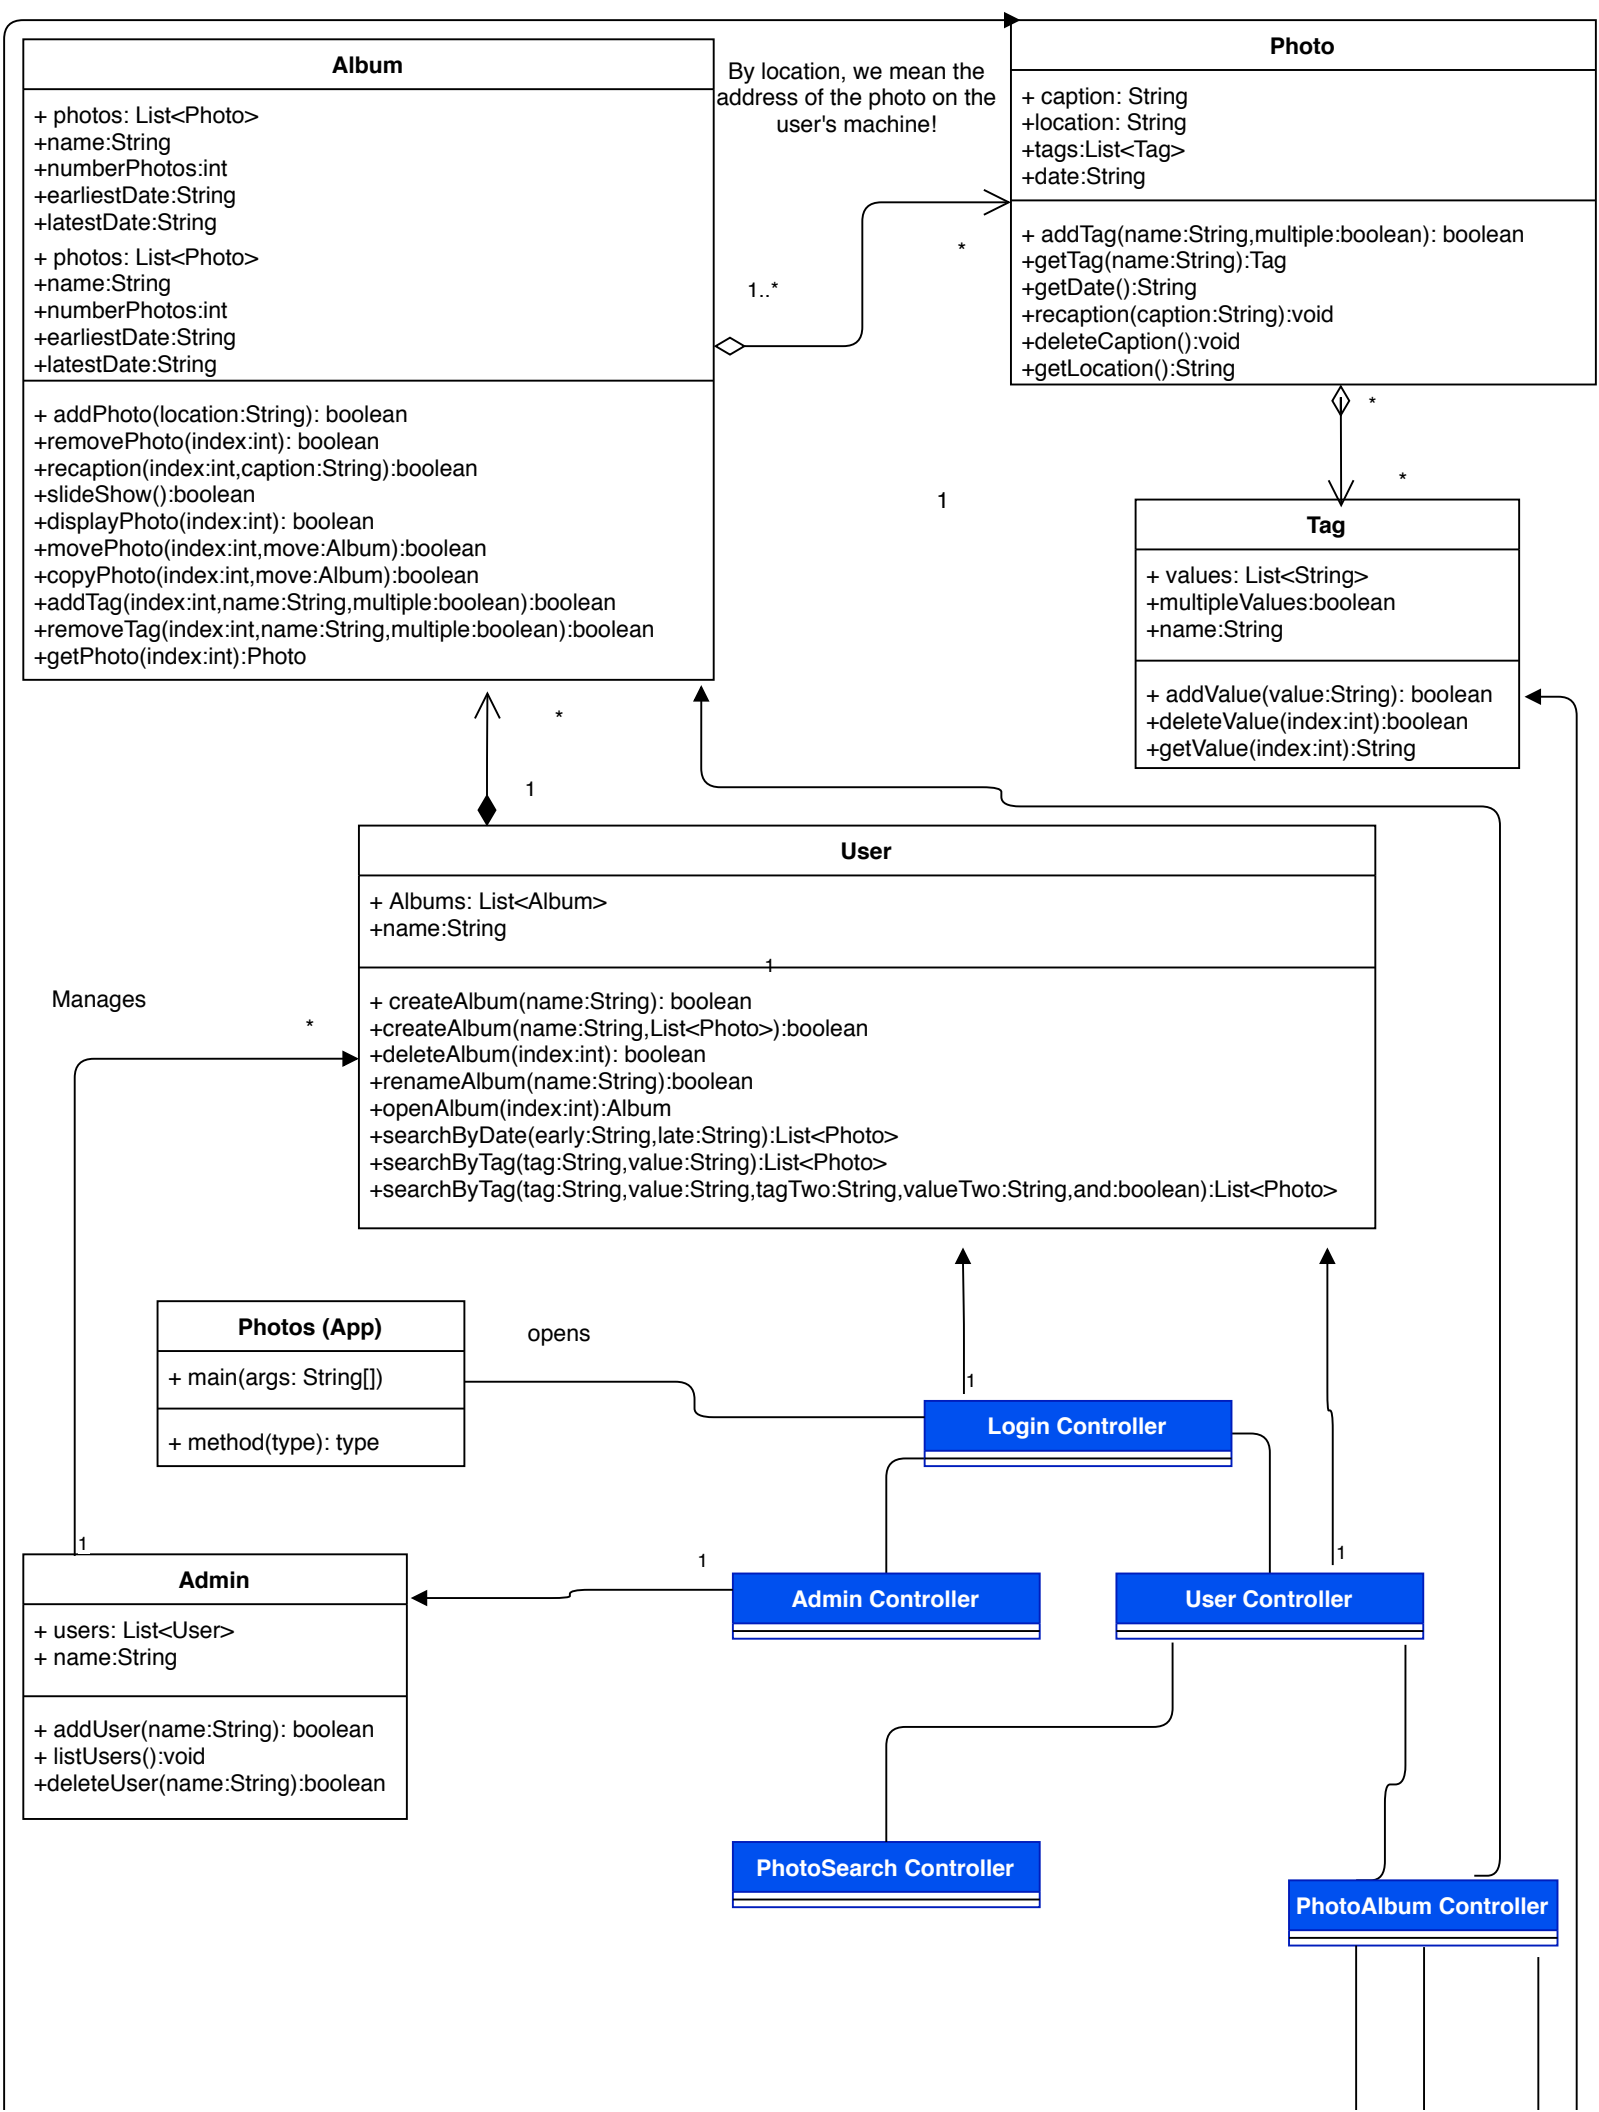 Album
+ photos: List<Photo>
+name:String
+numberPhotos:int
+earliestDate:String
+latestDate:String
+ photos: List<Photo>
+name:String
+numberPhotos:int
+earliestDate:String
+latestDate:String
+ addPhoto(location:String): boolean
+removePhoto(index:int): boolean
+recaption(index:int,caption:String):boolean
+slideShow():boolean
+displayPhoto(index:int): boolean
+movePhoto(index:int,move:Album):boolean
+copyPhoto(index:int,move:Album):boolean
+addTag(index:int,name:String,multiple:boolean):boolean
+removeTag(index:int,name:String,multiple:boolean):boolean
+getPhoto(index:int):Photo
By location, we mean the
address of the photo on the
user's machine!
1..*
*
Photo
+ caption: String
+location: String
+tags:List<Tag>
+date:String
+ addTag(name:String,multiple:boolean): boolean
+getTag(name:String):Tag
+getDate():String
+recaption(caption:String):void
+deleteCaption():void
+getLocation():String
*
*
1
Tag
+ values: List<String>
+multipleValues:boolean
+name:String
+ addValue(value:String): boolean
+deleteValue(index:int):boolean
+getValue(index:int):String
*
1
User
+ Albums: List<Album>
+name:String
1
+ createAlbum(name:String): boolean
+createAlbum(name:String,List<Photo>):boolean
+deleteAlbum(index:int): boolean
+renameAlbum(name:String):boolean
+openAlbum(index:int):Album
+searchByDate(early:String,late:String):List<Photo>
+searchByTag(tag:String,value:String):List<Photo>
+searchByTag(tag:String,value:String,tagTwo:String,valueTwo:String,and:boolean):List<Photo>
Manages
*
Photos (App)
+ main(args: String[])
+ method(type): type
opens
1
Login Controller
1
Admin
+ users: List<User>
+ name:String
+ addUser(name:String): boolean
+ listUsers():void
+deleteUser(name:String):boolean
1
Admin Controller
1
User Controller
PhotoSearch Controller
PhotoAlbum Controller